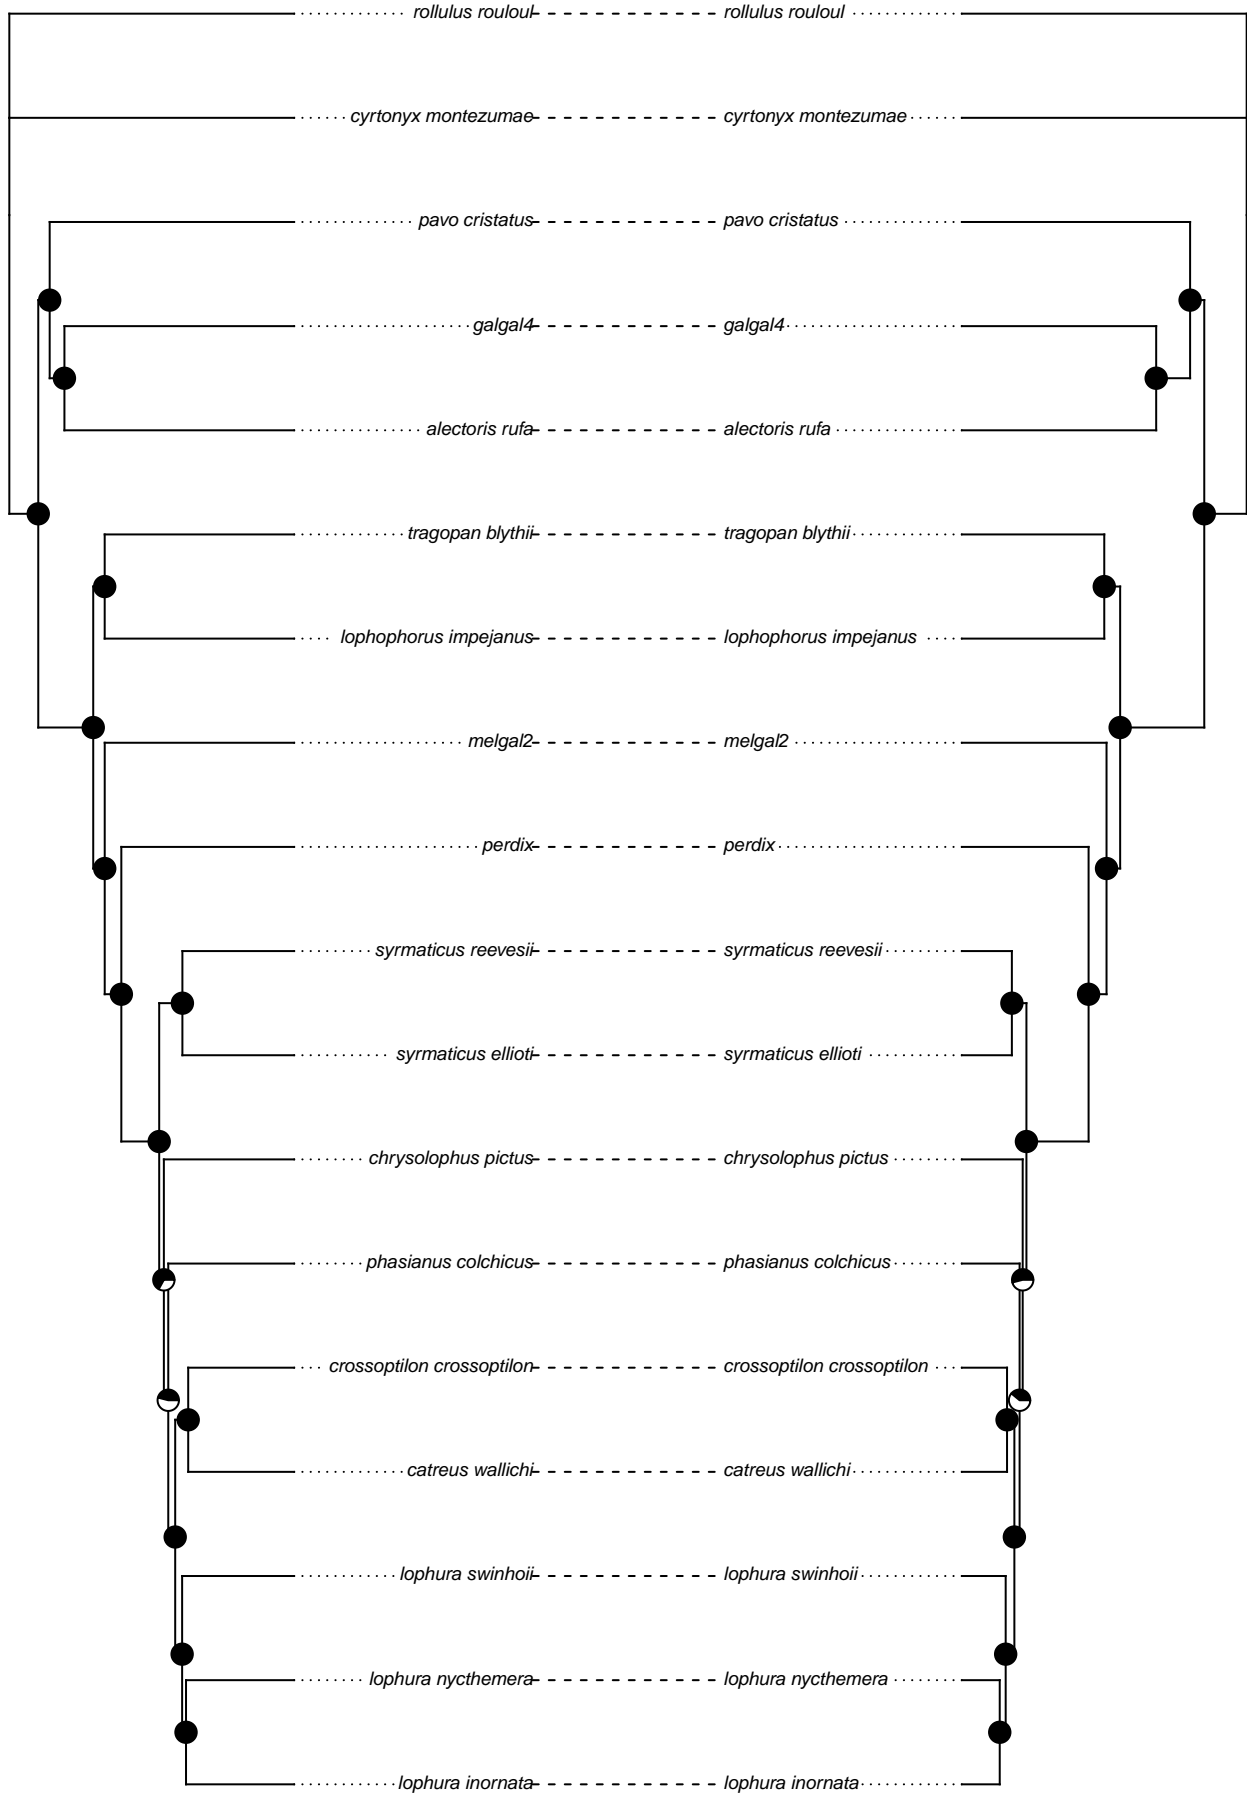 rollulus rouloul rollulus rouloul
cyrtonyx montezumae cyrtonyx montezumae
pavo cristatus pavo cristatus
galgal4 galgal4
alectoris rufa alectoris rufa
tragopan blythii tragopan blythii
lophophorus impejanus lophophorus impejanus
melgal2 melgal2
perdix perdix
syrmaticus reevesii syrmaticus reevesii
syrmaticus ellioti syrmaticus ellioti
chrysolophus pictus chrysolophus pictus
phasianus colchicus phasianus colchicus
crossoptilon crossoptilon crossoptilon crossoptilon
catreus wallichi catreus wallichi
lophura swinhoii lophura swinhoii
lophura nycthemera lophura nycthemera
lophura inornata lophura inornata